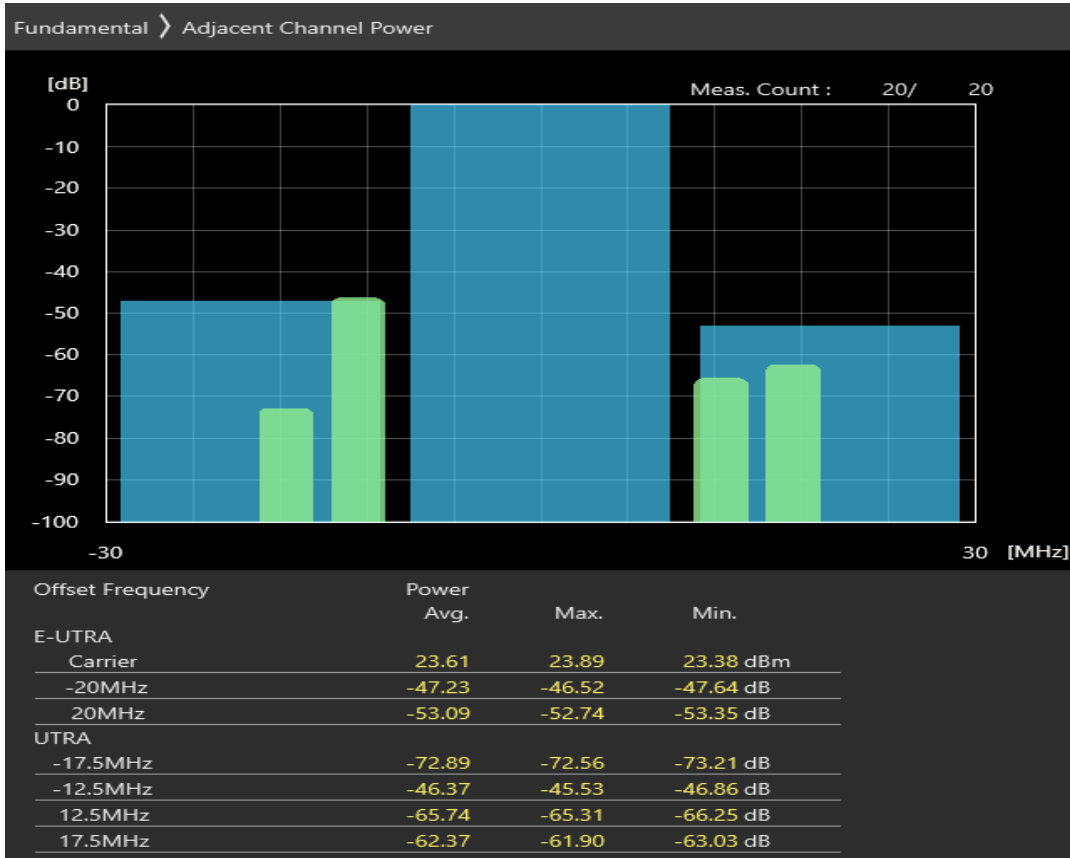 Fundamental 〉 Adjacent Channel Power
[dB]
Meas. Count : 20/ 20
0
-10
-20
-30
-40
-50
-60
-70
-80
-90
-100
-30 30 [MHz]
Offset Frequency Power
Avg. Max. Min.
E-UTRA
Carrier 23.61 23.89 23.38 dBm
-20MHz -47.23 -46.52 -47.64 dB
20MHz -53.09 -52.74 -53.35 dB
UTRA
-17.5MHz -72.89 -72.56 -73.21 dB
-12.5MHz -46.37 -45.53 -46.86 dB
12.5MHz -65.74 -65.31 -66.25 dB
17.5MHz -62.37 -61.90 -63.03 dB